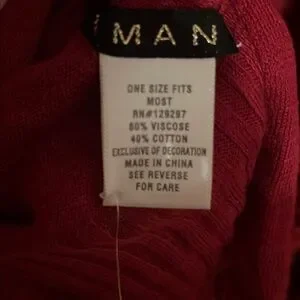 MAN
ONE SIZE FITS
MOST
RN#129297
60% VISCOSE
40% COTTON
EXCLUSIVE OF DECORATION
MADE IN CHINA
SEE REVERSE
FOR CARE